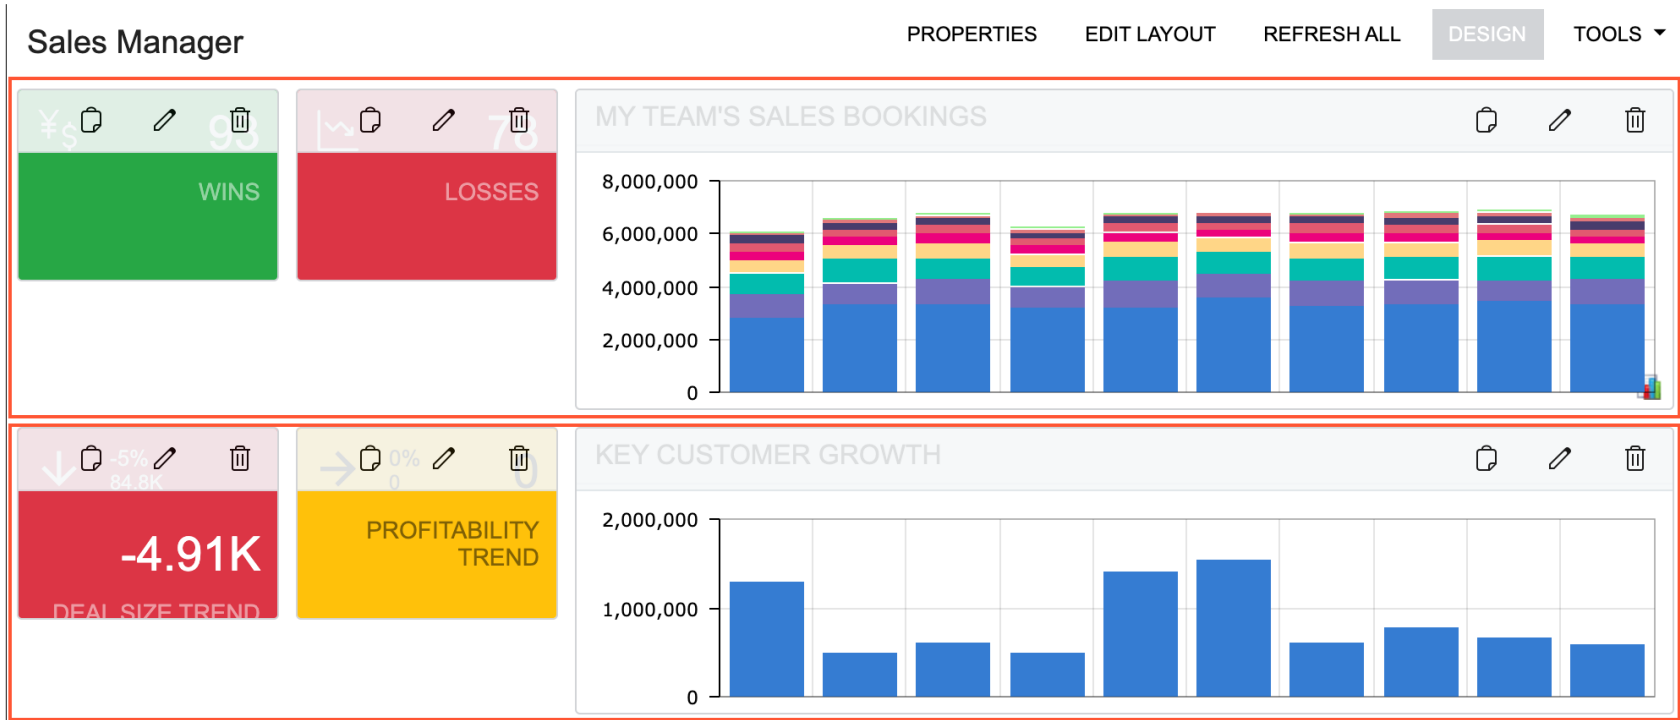 Sales Manager
PROPERTIES
EDIT LAYOUT
REFRESH ALL
DESIGN
TOOLS
¥$
93
WINS
78
LOSSES
MY TEAM'S SALES BOOKINGS
8,000,000
6,000,000
4,000,000
2,000,000
0
-5%
84.8K
-4.91K
DEAL SIZE TREND
0%
0
0
PROFITABILITY
TREND
KEY CUSTOMER GROWTH
2,000,000
1,000,000
0